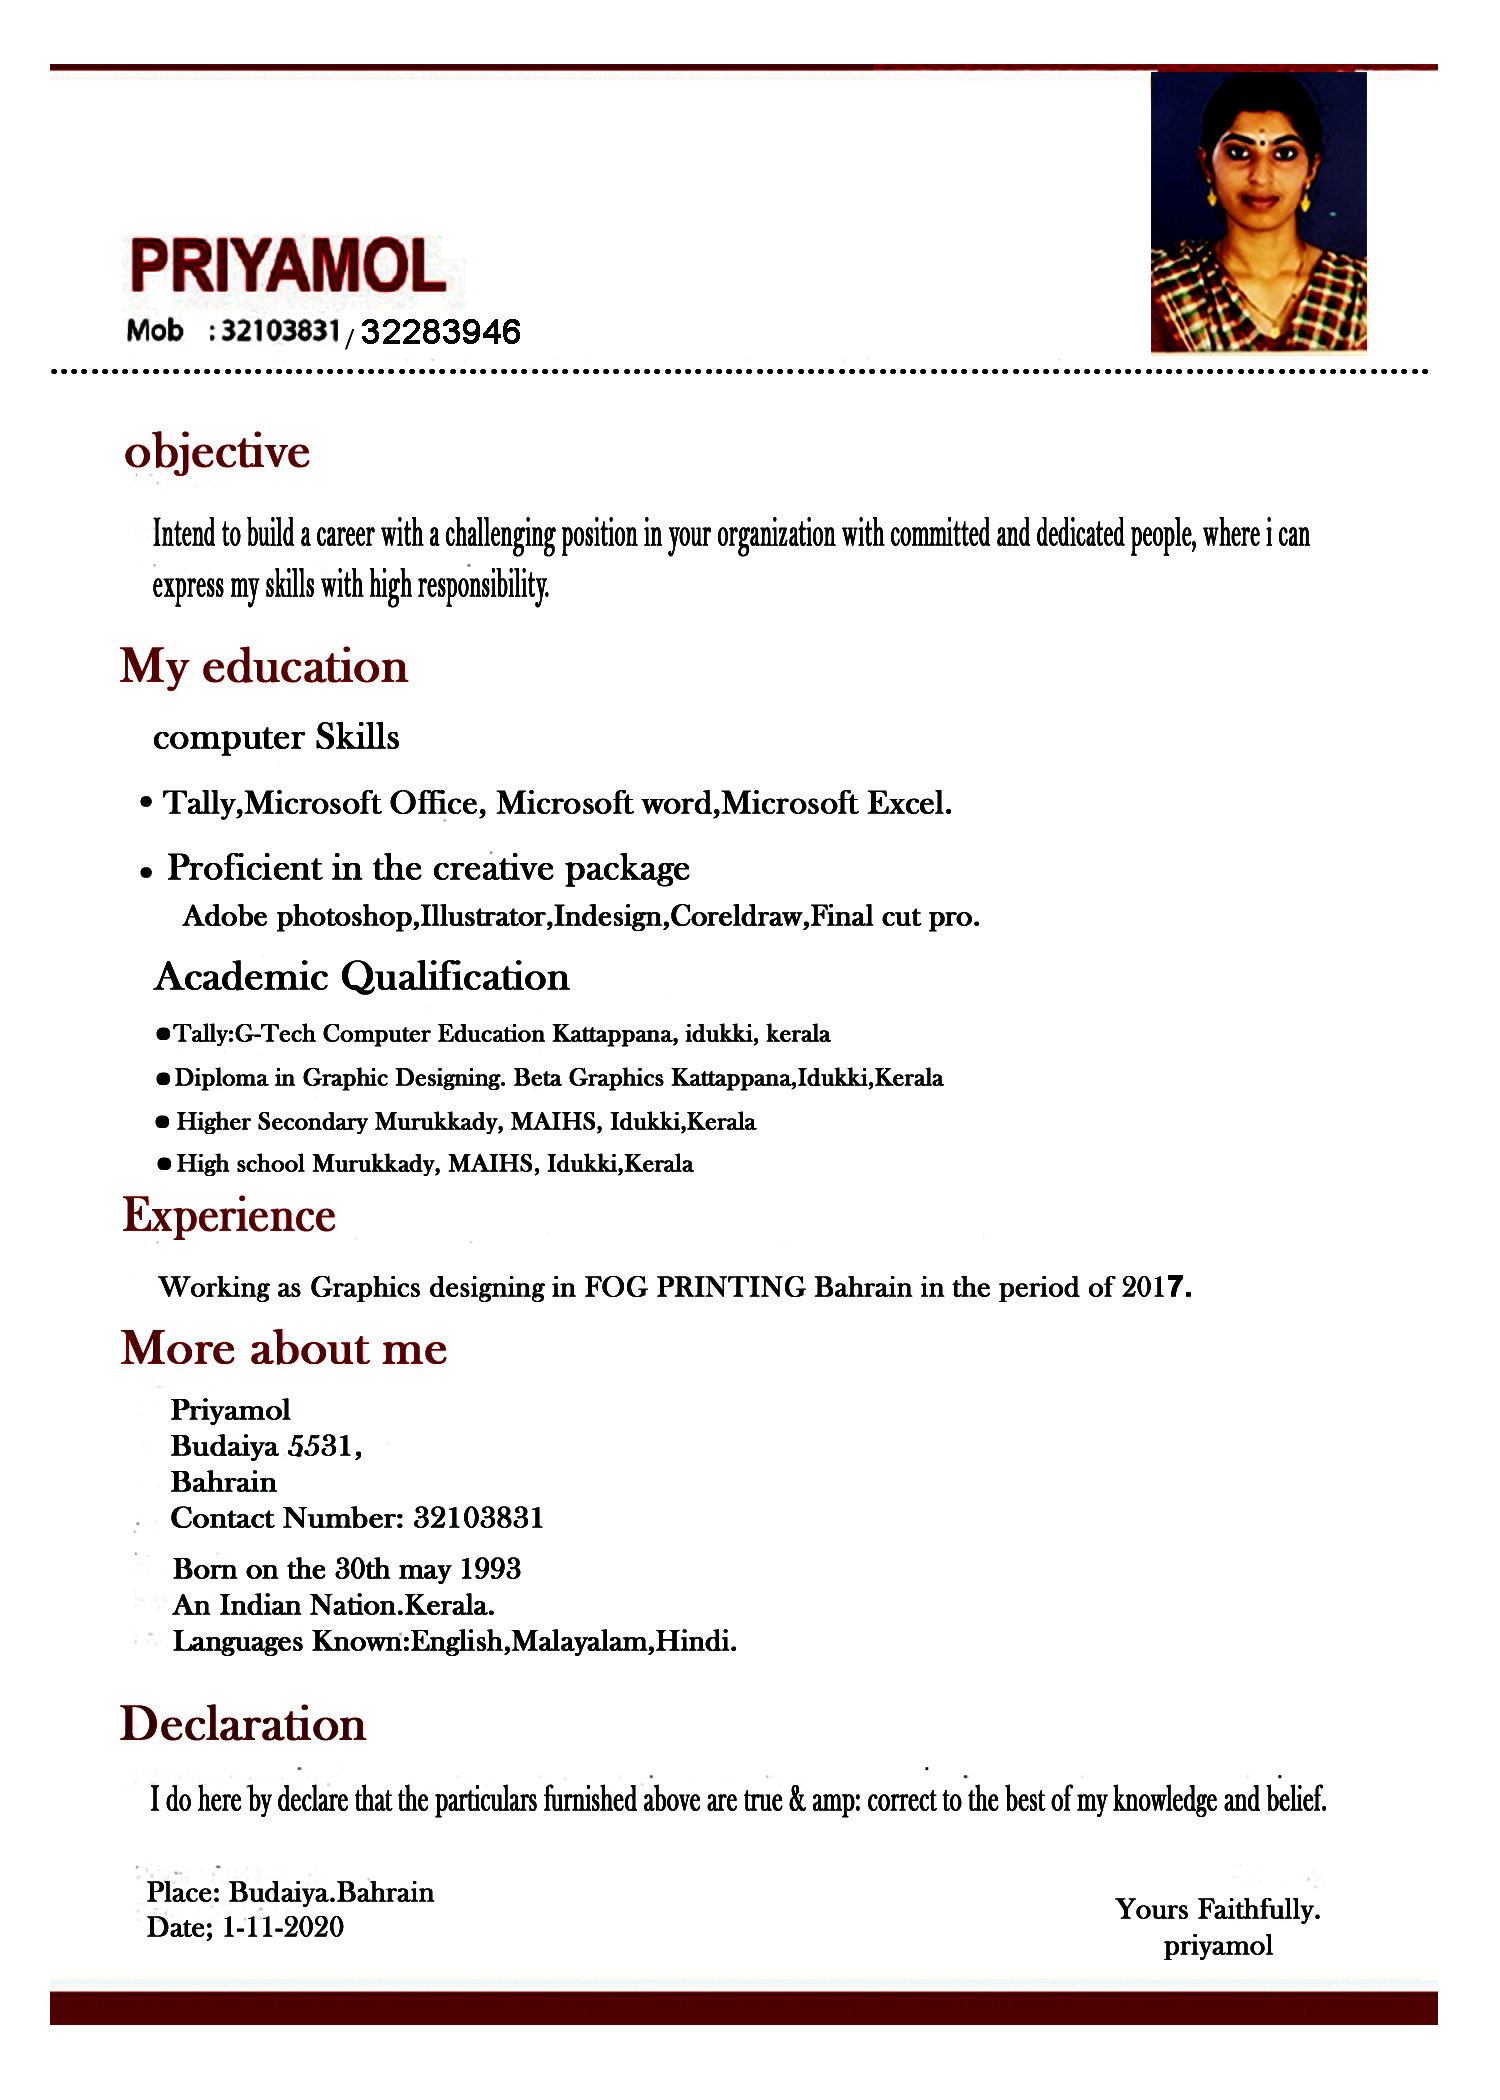 PRIYAMOL
Mob : 32103831 / 32283946
objective
Intend to build a career with a challenging position in your organization with committed and dedicated people, where i can
express my skills with high responsibility.
My education
computer Skills
• Tally,Microsoft Office, Microsoft word,Microsoft Excel.
• Proficient in the creative package
Adobe photoshop,Illustrator,Indesign,Coreldraw,Final cut pro.
Academic Qualification
•Tally:G-Tech Computer Education Kattappana, idukki, kerala
•Diploma in Graphic Designing. Beta Graphics Kattappana,Idukki,Kerala
• Higher Secondary Murukkady, MAIHS, Idukki,Kerala
• High school Murukkady, MAIHS, Idukki,Kerala
Experience
Working as Graphics designing in FOG PRINTING Bahrain in the period of 2017.
More about me
Priyamol
Budaiya 5531,
Bahrain
Contact Number: 32103831
Born on the 30th may 1993
An Indian Nation.Kerala.
Languages Known:English,Malayalam,Hindi.
Declaration
I do here by declare that the particulars furnished above are true & amp: correct to the best of my knowledge and belief.
Place: Budaiya.Bahrain
Date; 1-11-2020
Yours Faithfully.
priyamol